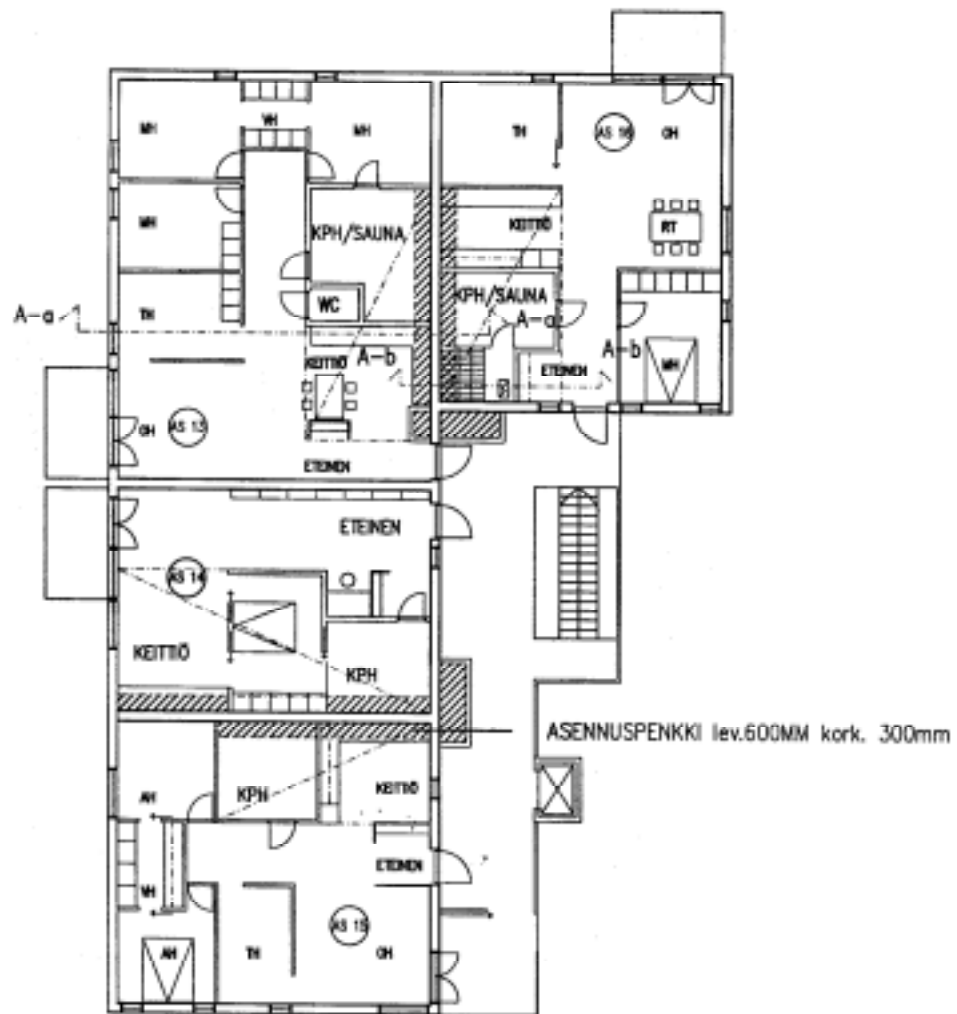 MH
VH
MH
TH
AS 16
OH
MH
KPH/SAUNA
KEITTIÖ
RT
TH
WC
KPH/SAUNA
A-a
A-a
KEITTIÖ
A-b
ETEINEN
A-b
MH
OH
AS 13
ETEINEN
ETEINEN
AS 14
KEITTIÖ
KPH
ASENNUSPENKKI lev.600MM kork. 300mm
AH
KPH
KEITTIÖ
ETEINEN
VH
AS 15
AH
TH
OH